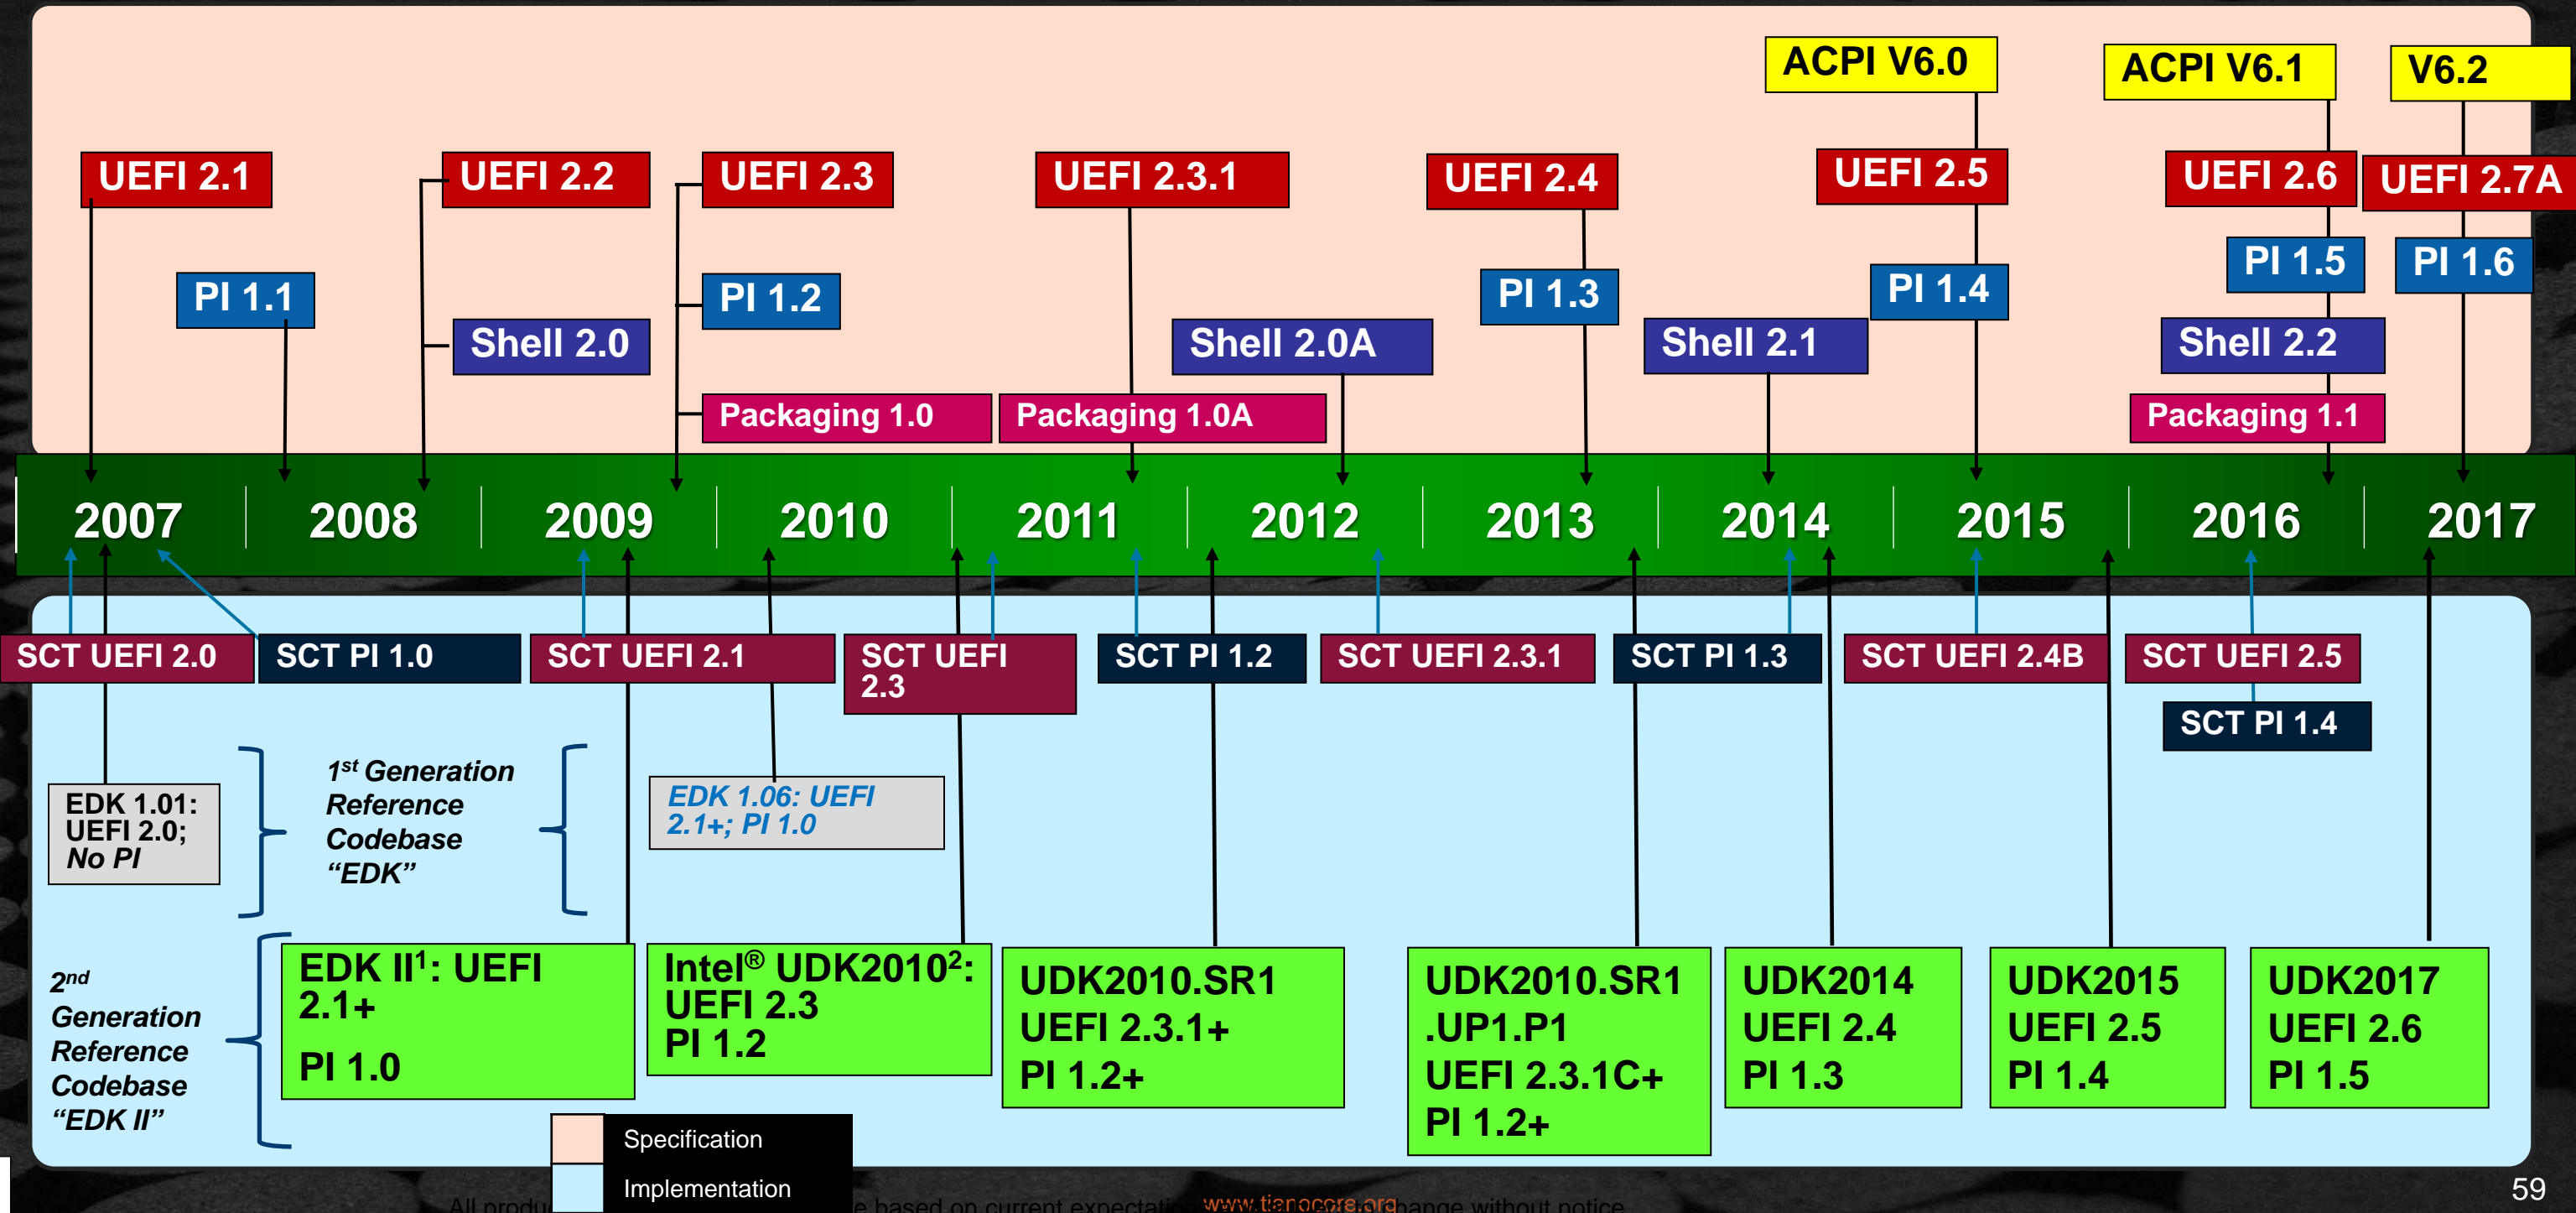 ACPI V6.0
ACPI V6.1
V6.2
UEFI 2.1
UEFI 2.2
UEFI 2.3
UEFI 2.3.1
UEFI 2.4
UEFI 2.5
UEFI 2.6
UEFI 2.7A
PI 1.1
PI 1.2
PI 1.3
PI 1.4
PI 1.5
PI 1.6
Shell 2.0
Shell 2.0A
Shell 2.1
Shell 2.2
Packaging 1.0
Packaging 1.0A
Packaging 1.1
2007
2008
2009
2010
2011
2012
2013
2014
2015
2016
2017
SCT UEFI 2.0
SCT PI 1.0
SCT UEFI 2.1
SCT UEFI
2.3
SCT PI 1.2
SCT UEFI 2.3.1
SCT PI 1.3
SCT UEFI 2.4B
SCT UEFI 2.5
SCT PI 1.4
EDK 1.01:
UEFI 2.0;
No PI
1st Generation
Reference
Codebase
“EDK”
EDK 1.06: UEFI
2.1+; PI 1.0
2nd
Generation
Reference
Codebase
“EDK II”
EDK II1: UEFI
2.1+
PI 1.0
Intel® UDK20102:
UEFI 2.3
PI 1.2
UDK2010.SR1
UEFI 2.3.1+
PI 1.2+
UDK2010.SR1
.UP1.P1
UEFI 2.3.1C+
PI 1.2+
UDK2014
UEFI 2.4
PI 1.3
UDK2015
UEFI 2.5
PI 1.4
UDK2017
UEFI 2.6
PI 1.5
Specification
Implementation
All based on current change without notice
www.tianocore.org
59